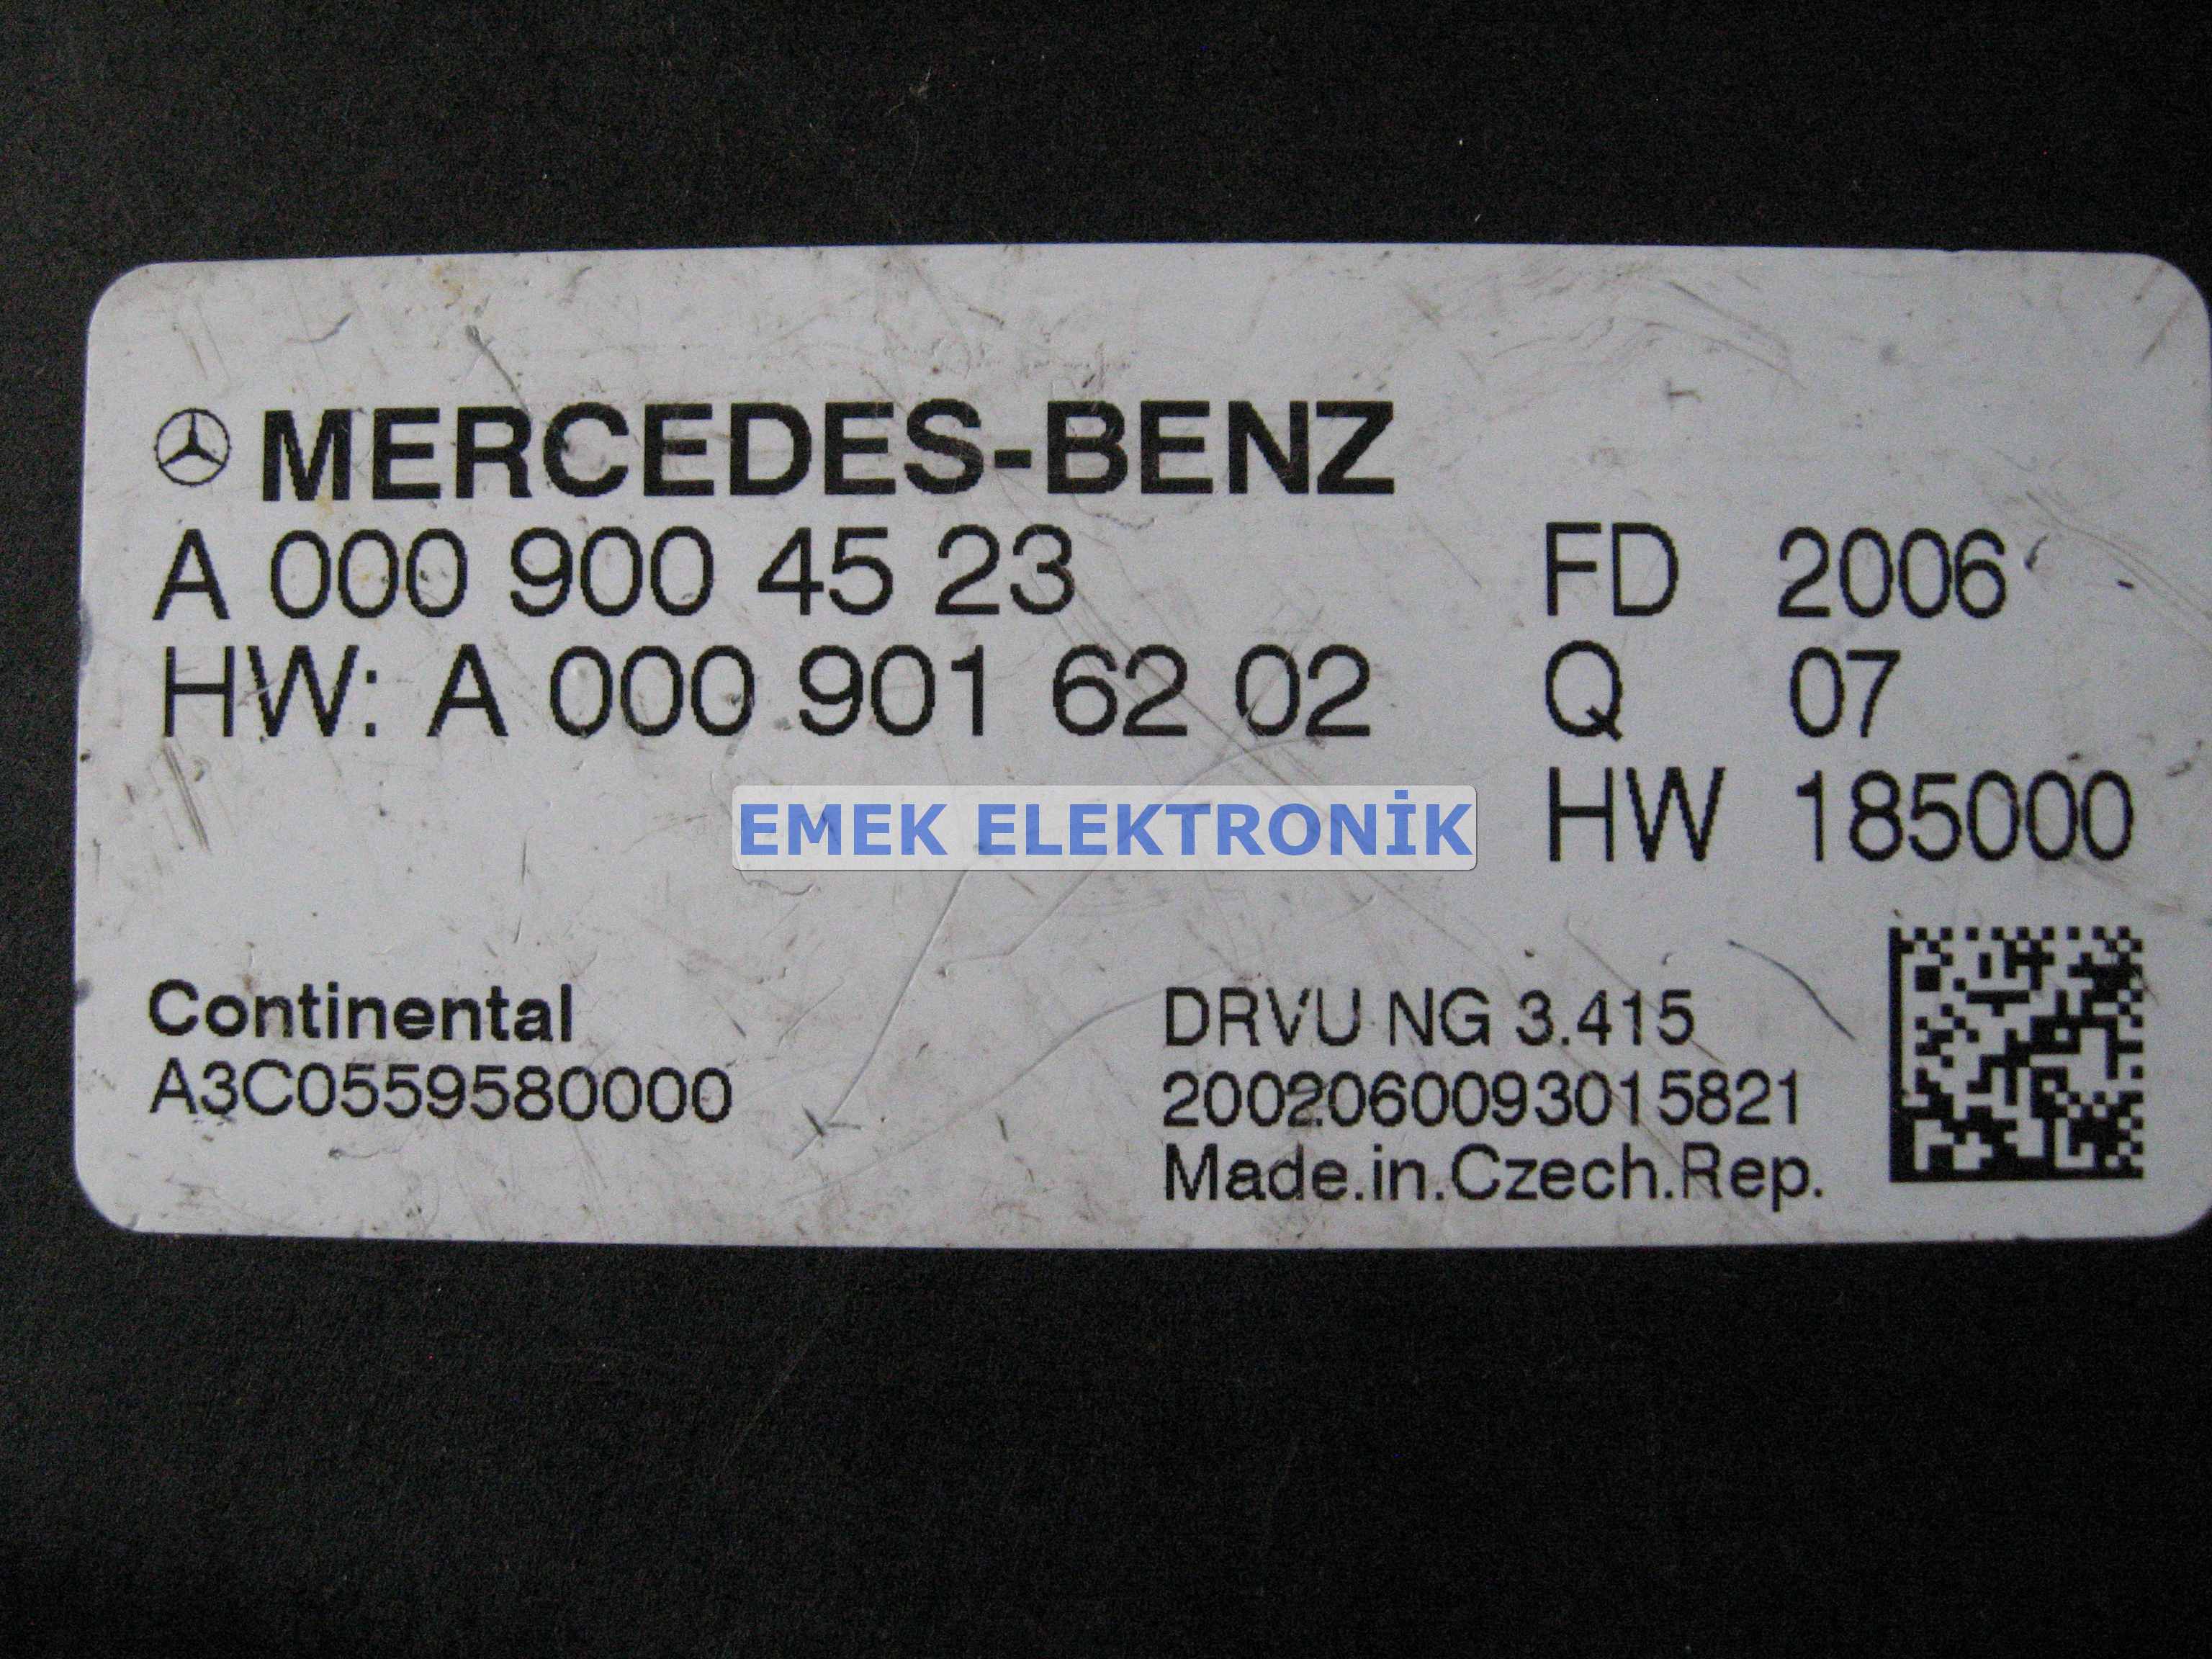 MERCEDES-BENZ
A 000 900 45 23
FD 2006
HW: A 000 901 62 02
Q 07
EMEK ELEKTRONİK
HW 185000
Continental
A3C0559580000
DRVU NG 3.415
2002060093015821
Made.in.Czech.Rep.